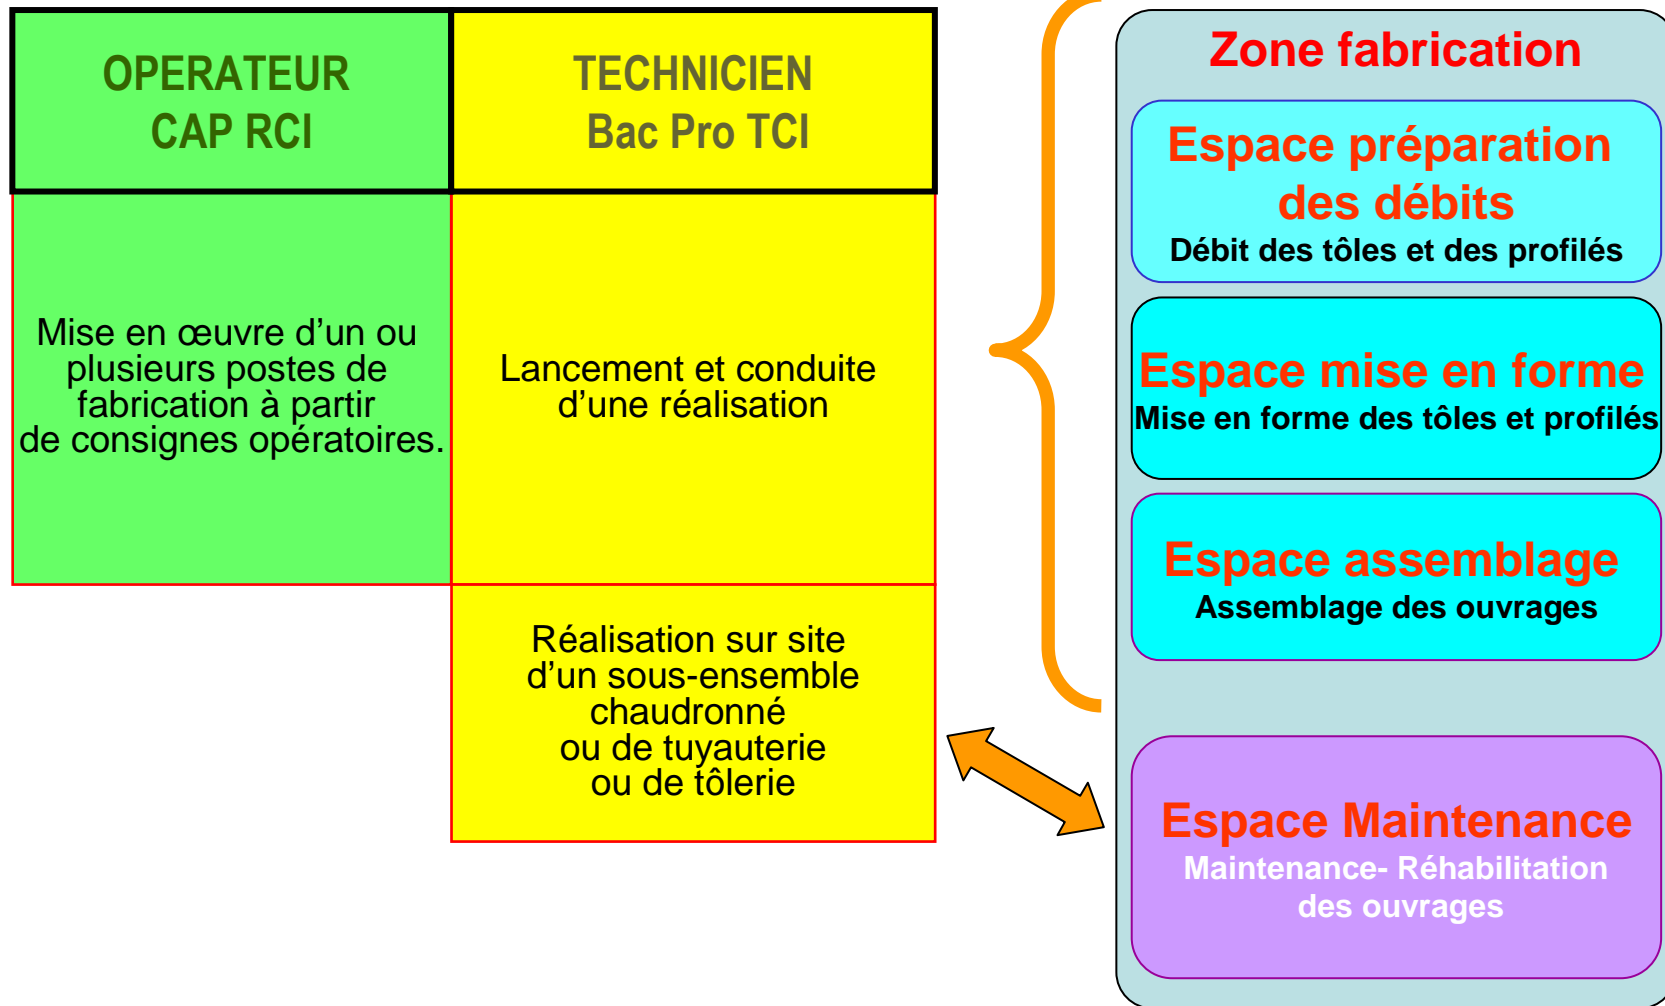 OPERATEUR
CAP RCI
TECHNICIEN
Bac Pro TCI
Mise en œuvre d’un ou
plusieurs postes de
fabrication à partir
de consignes opératoires.
Lancement et conduite
d’une réalisation
Réalisation sur site
d’un sous-ensemble
chaudronné
ou de tuyauterie
ou de tôlerie
Zone fabrication
Espace préparation
des débits
Débit des tôles et des profilés
Espace mise en forme
Mise en forme des tôles et profilés
Espace assemblage
Assemblage des ouvrages
Espace Maintenance
Maintenance- Réhabilitation
des ouvrages